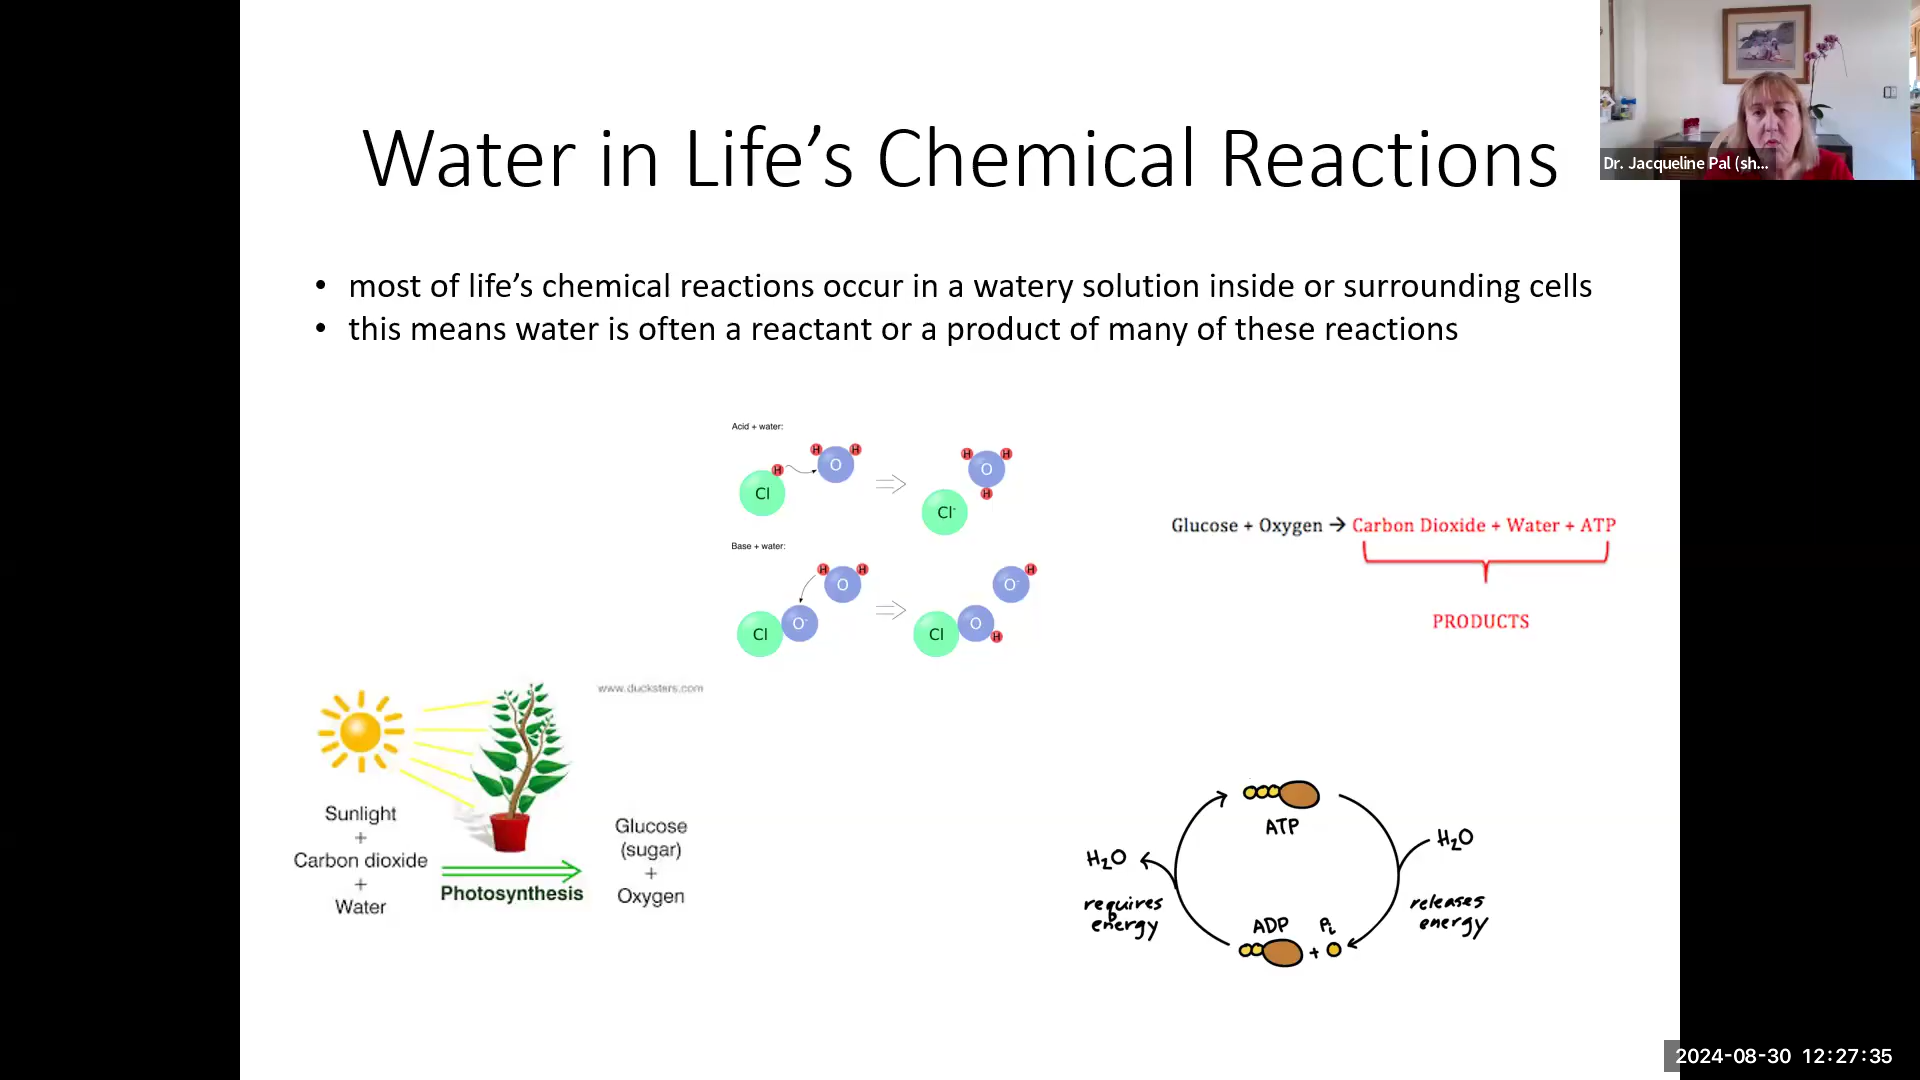 Water in Life’s Chemical Reactions
Dr. Jacqueline Pal (sh...
• most of life’s chemical reactions occur in a watery solution inside or surrounding cells
• this means water is often a reactant or a product of many of these reactions
Acid + water:
H H
O
H
Cl
H H
O
H
Cl-
Base + water:
H H
O
Cl O-
O- H
Cl O H
Glucose + Oxygen → Carbon Dioxide + Water + ATP
PRODUCTS
www.ducksters.com
Sunlight
+
Carbon dioxide
+
Water
Photosynthesis
Glucose
(sugar)
+
Oxygen
ATP
H₂O
H₂O
requires
energy
releases
energy
ADP Pi
+
2024-08-30 12:27:35